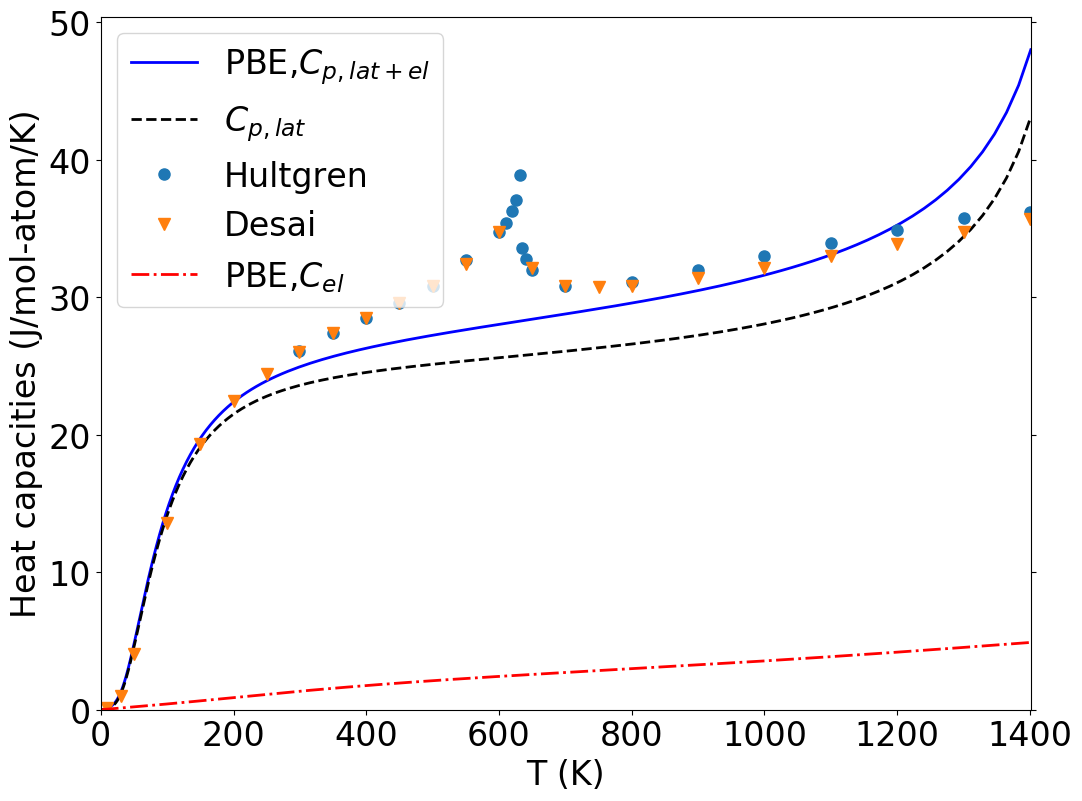 50
40
30
20
10
0
Heat capacities (J/mol-atom/K)
PBE,C_{p, lat+el}
C_{p, lat}
Hultgren
Desai
PBE,C_{el}
0 200 400 600 800 1000 1200 1400
T (K)